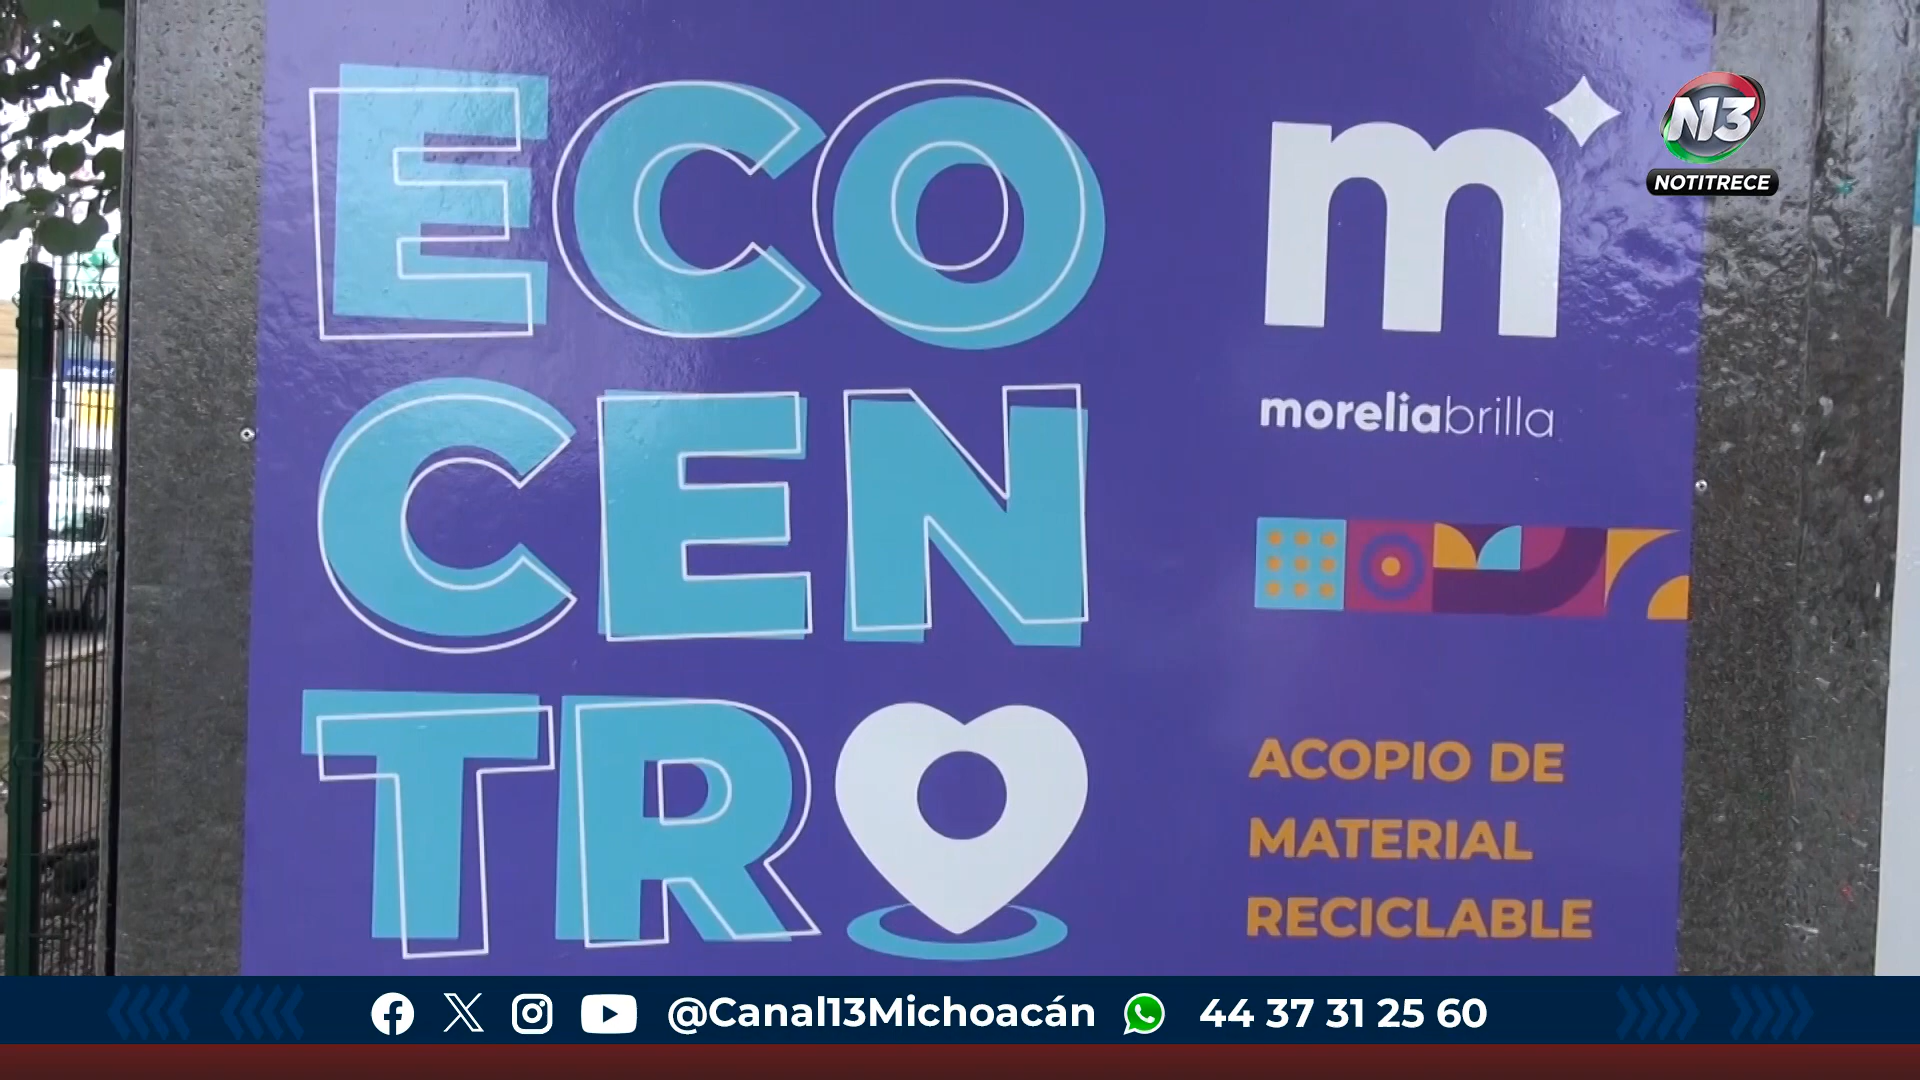 ECO
CEN
TRO
m
moreliabrilla
ACOPIO DE
MATERIAL
RECICLABLE
N13
NOTITRECE
@Canal13Michoacán 44 37 31 25 60